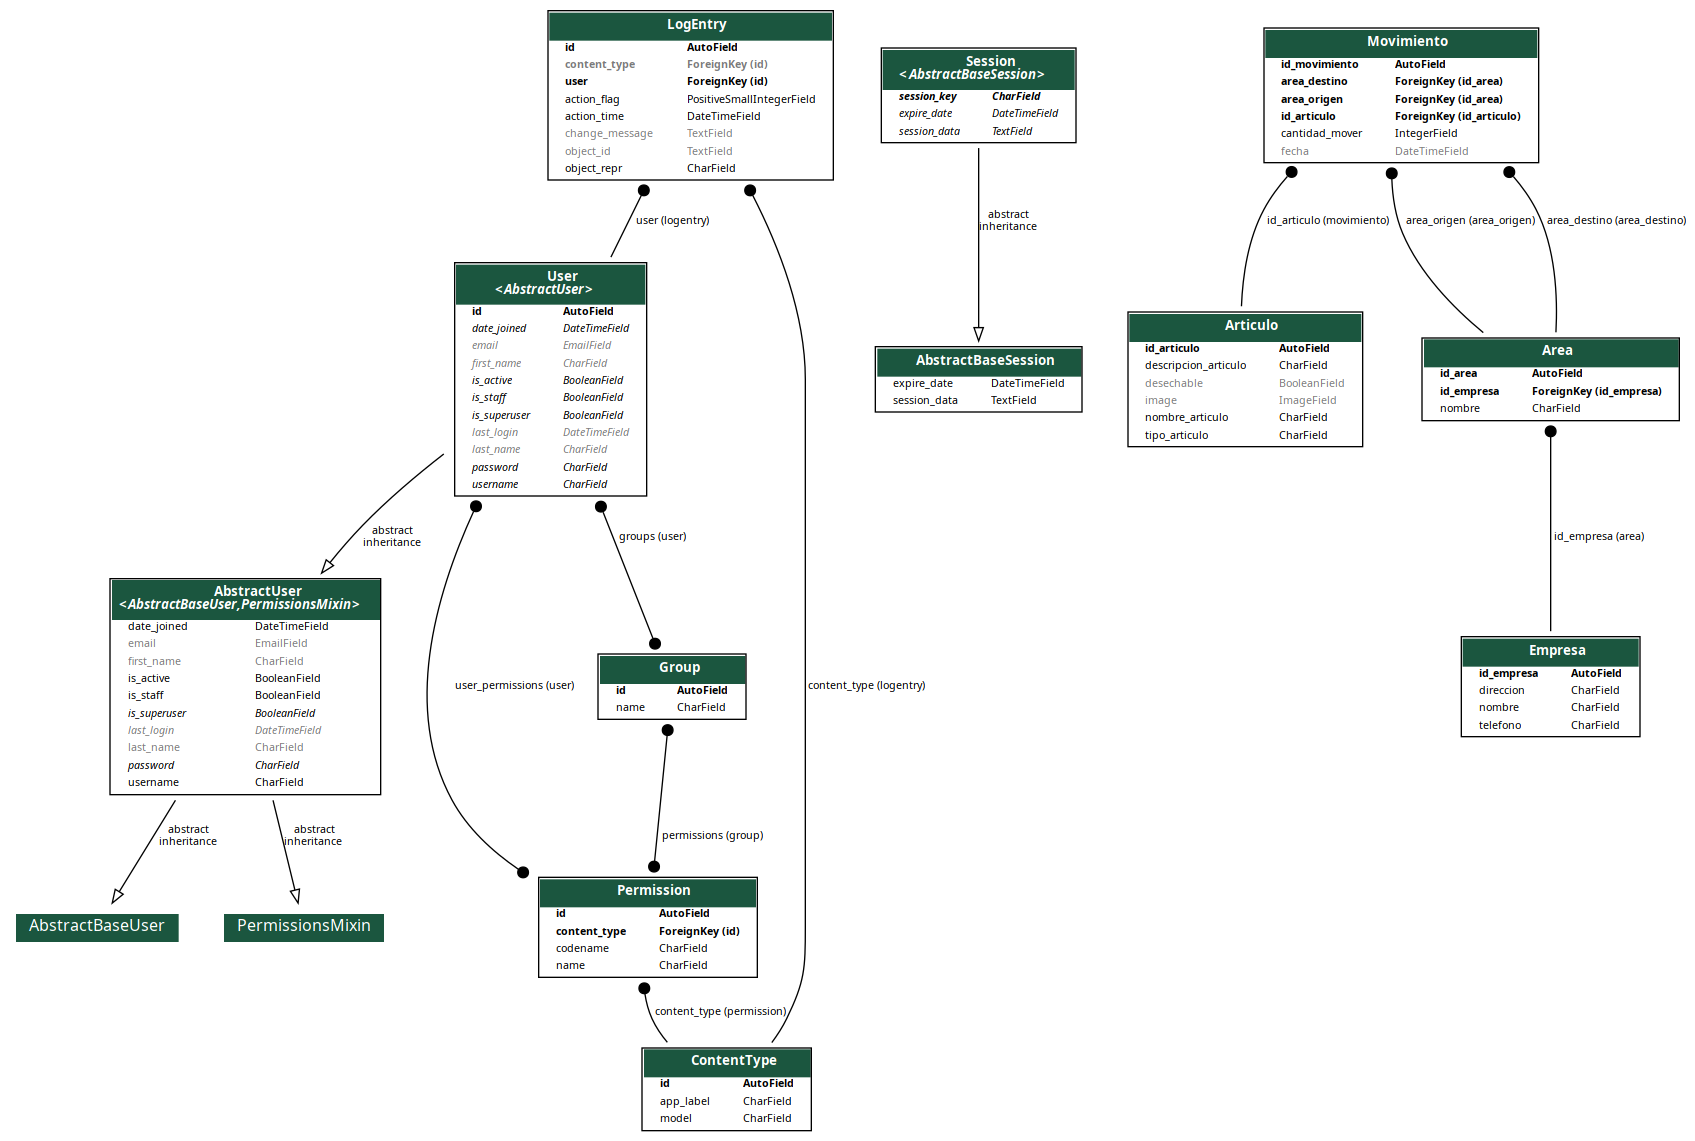 LogEntry
id AutoField
content_type ForeignKey (id)
user ForeignKey (id)
action_flag PositiveSmallIntegerField
action_time DateTimeField
change_message TextField
object_id TextField
object_repr CharField
Session
<AbstractBaseSession>
session_key CharField
expire_date DateTimeField
session_data TextField
Movimiento
id_movimiento AutoField
area_destino ForeignKey (id_area)
area_origen ForeignKey (id_area)
id_articulo ForeignKey (id_articulo)
cantidad_mover IntegerField
fecha DateTimeField
user (logentry)
abstract
inheritance
id_articulo (movimiento)
area_origen (area_origen)
area_destino (area_destino)
User
<AbstractUser>
id AutoField
date_joined DateTimeField
email EmailField
first_name CharField
is_active BooleanField
is_staff BooleanField
is_superuser BooleanField
last_login DateTimeField
last_name CharField
password CharField
username CharField
AbstractBaseSession
expire_date DateTimeField
session_data TextField
Articulo
id_articulo AutoField
descripcion_articulo CharField
desechable BooleanField
image ImageField
nombre_articulo CharField
tipo_articulo CharField
Area
id_area AutoField
id_empresa ForeignKey (id_empresa)
nombre CharField
abstract
inheritance
groups (user)
id_empresa (area)
AbstractUser
<AbstractBaseUser,PermissionsMixin>
date_joined DateTimeField
email EmailField
first_name CharField
is_active BooleanField
is_staff BooleanField
is_superuser BooleanField
last_login DateTimeField
last_name CharField
password CharField
username CharField
user_permissions (user)
Group
id AutoField
name CharField
content_type (logentry)
Empresa
id_empresa AutoField
direccion CharField
nombre CharField
telefono CharField
abstract
inheritance
abstract
inheritance
permissions (group)
AbstractBaseUser
PermissionsMixin
Permission
id AutoField
content_type ForeignKey (id)
codename CharField
name CharField
content_type (permission)
ContentType
id AutoField
app_label CharField
model CharField